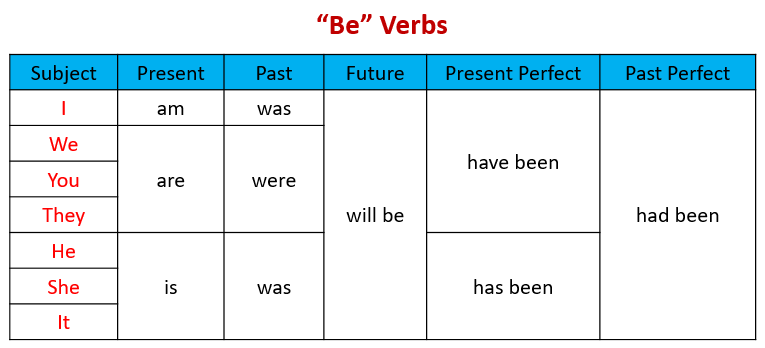 “Be” Verbs
Subject Present Past Future Present Perfect Past Perfect
I am was
We
You are were
They
have been
will be had been
He
She is was has been
It